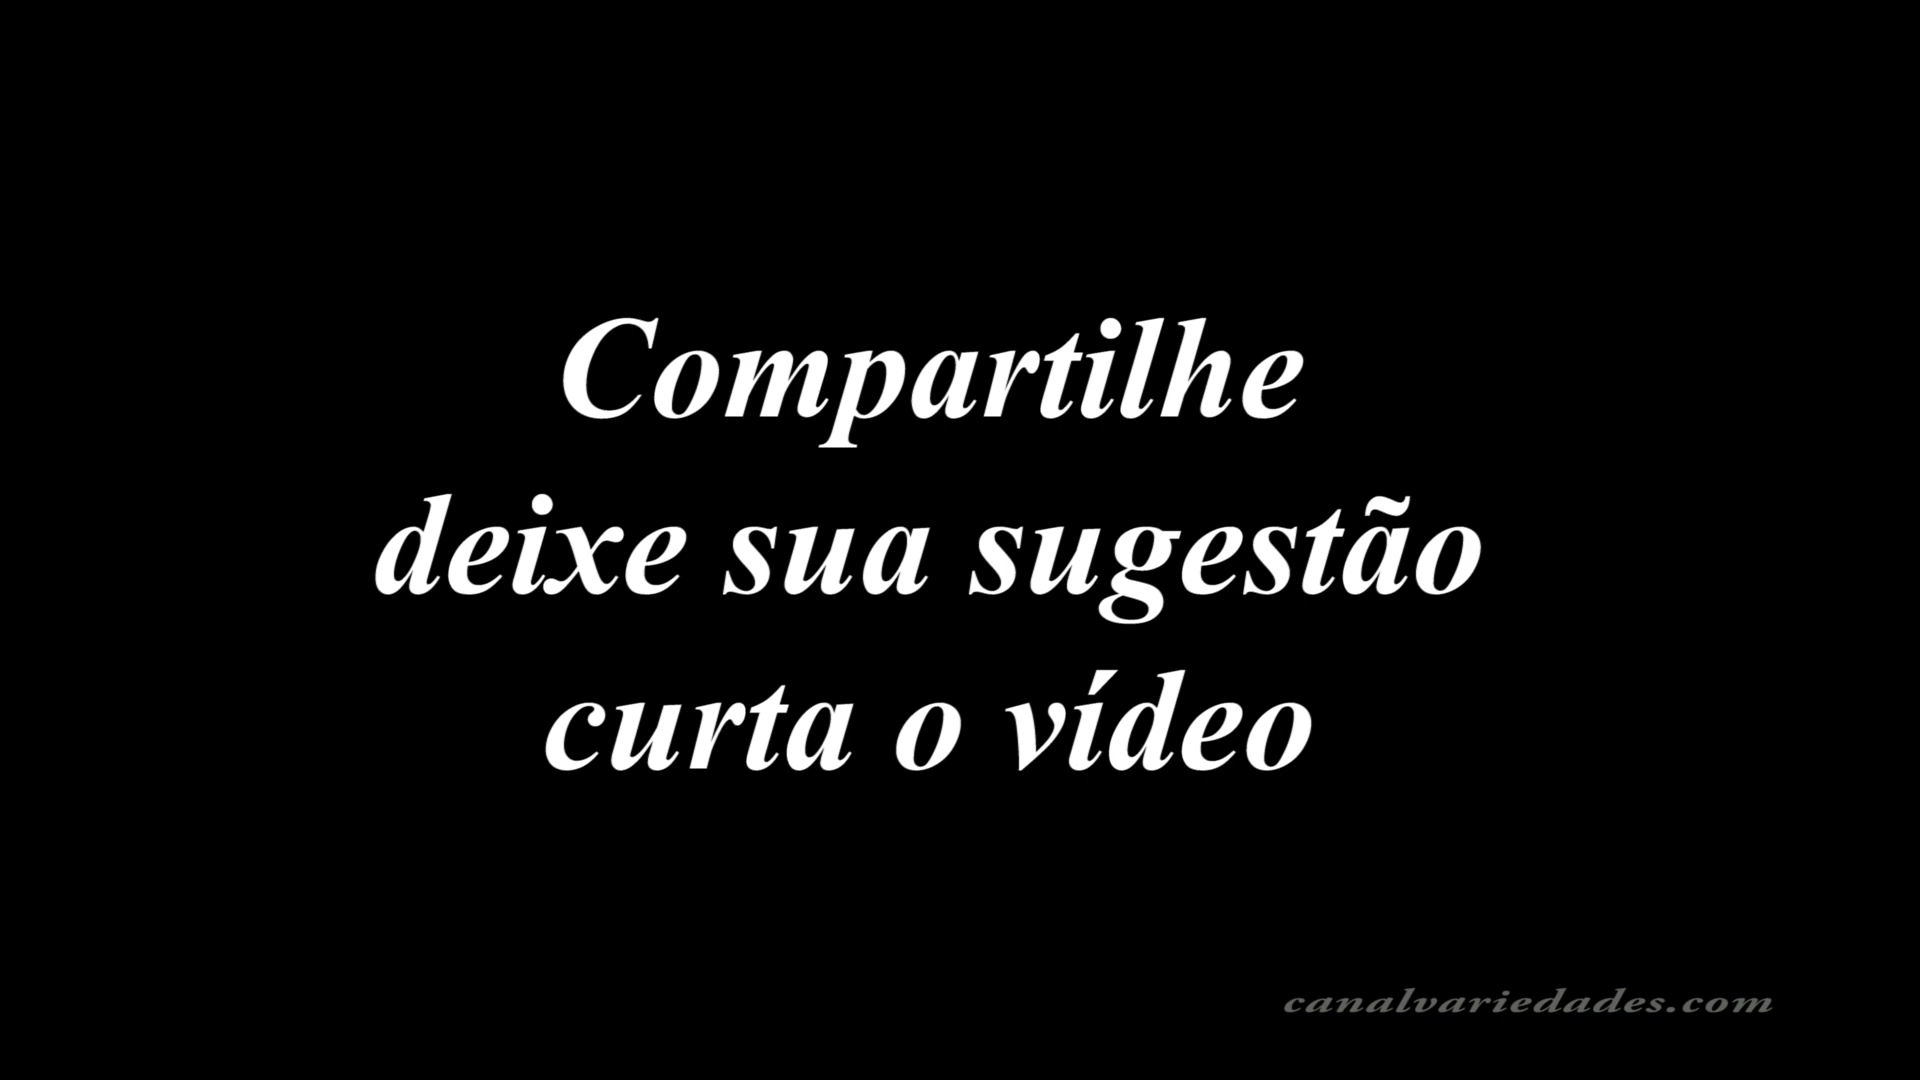 Compartilhe
deixe sua sugestão
curta o vídeo
canalvariedades.com